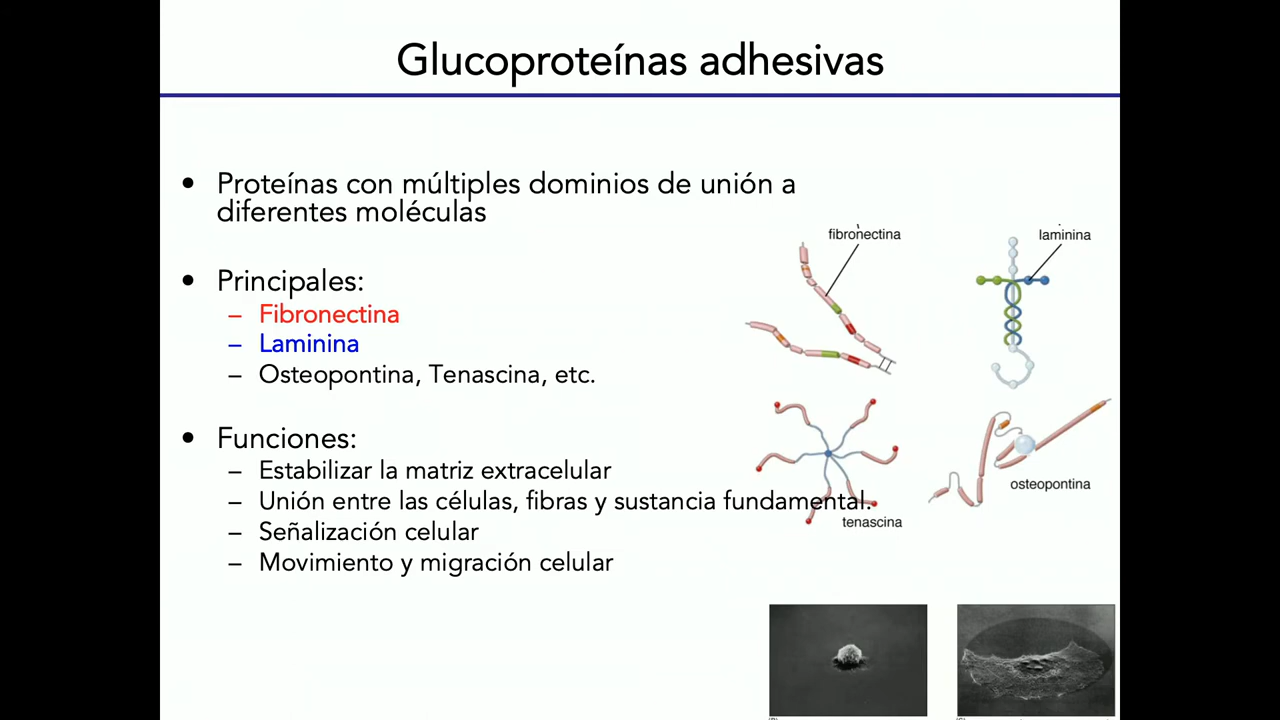 Glucoproteínas adhesivas
• Proteínas con múltiples dominios de unión a
diferentes moléculas
• Principales:
– Fibronectina
– Laminina
– Osteopontina, Tenascina, etc.
• Funciones:
– Estabilizar la matriz extracelular
– Unión entre las células, fibras y sustancia fundamental.
– Señalización celular
– Movimiento y migración celular
fibronectina
laminina
tenascina
osteopontina